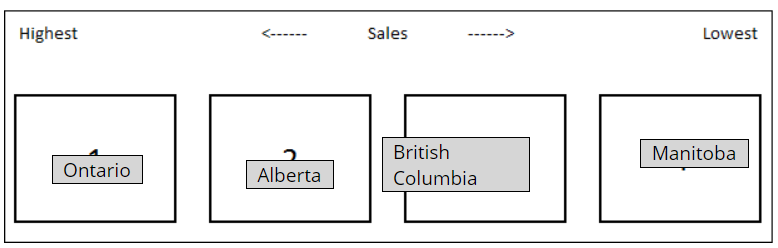 Highest <------ Sales ------> Lowest
Ontario
Alberta
British
Columbia
Manitoba